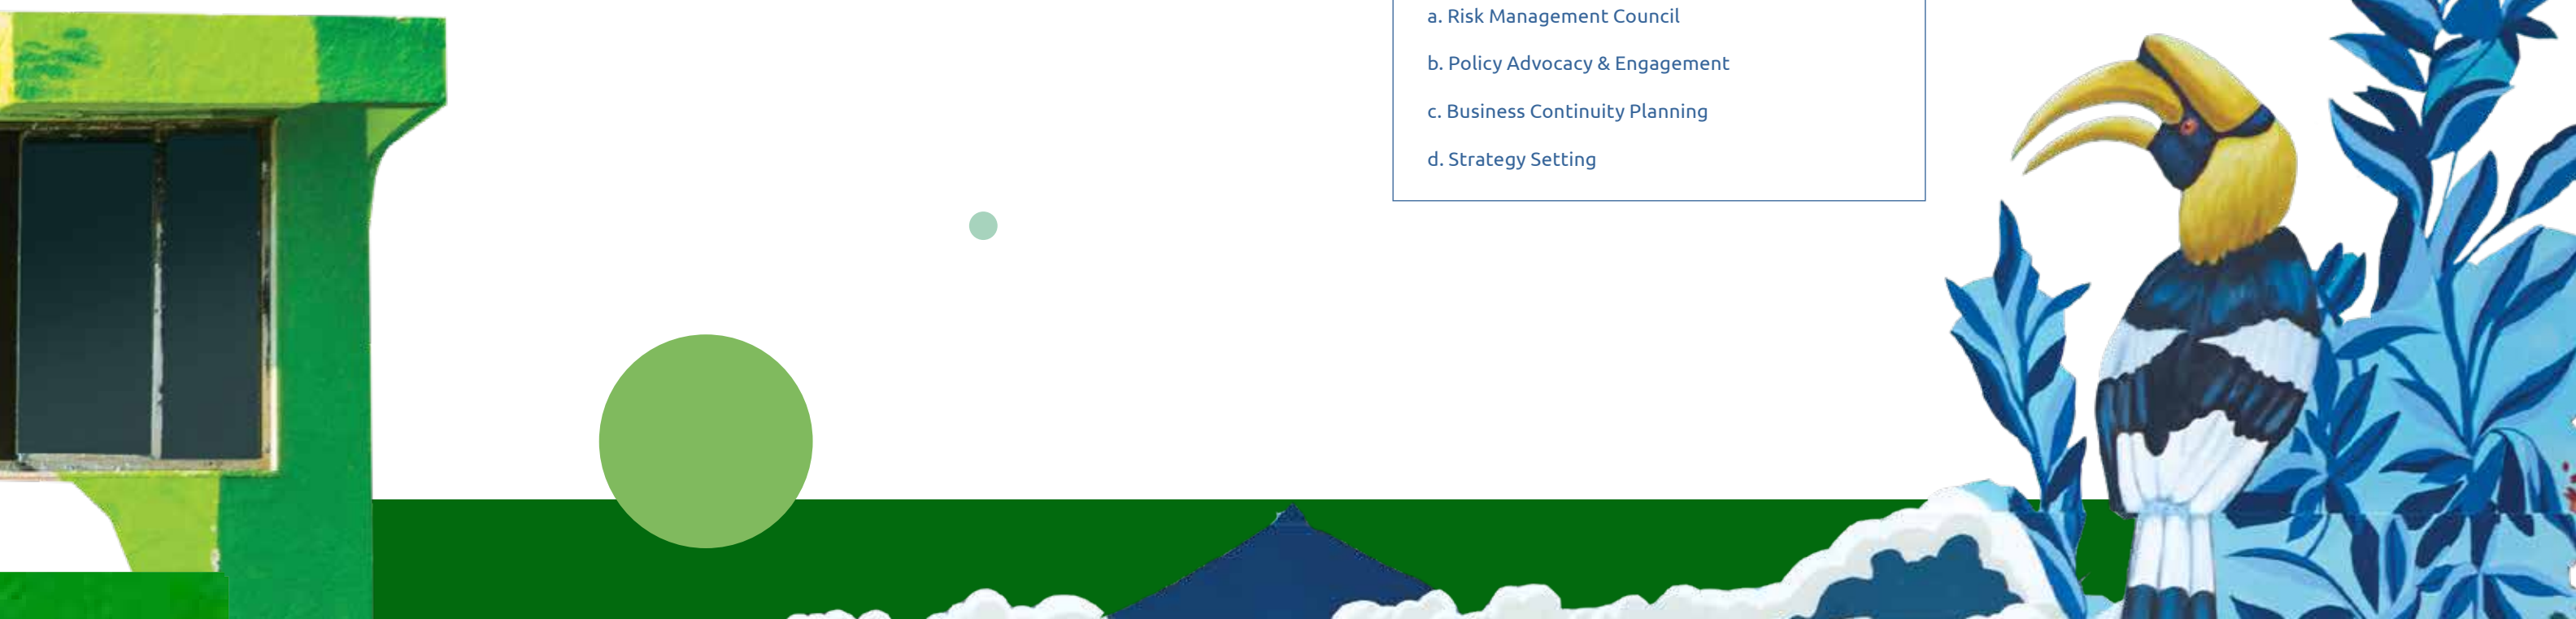 a. Risk Management Council
b. Policy Advocacy & Engagement
c. Business Continuity Planning
d. Strategy Setting